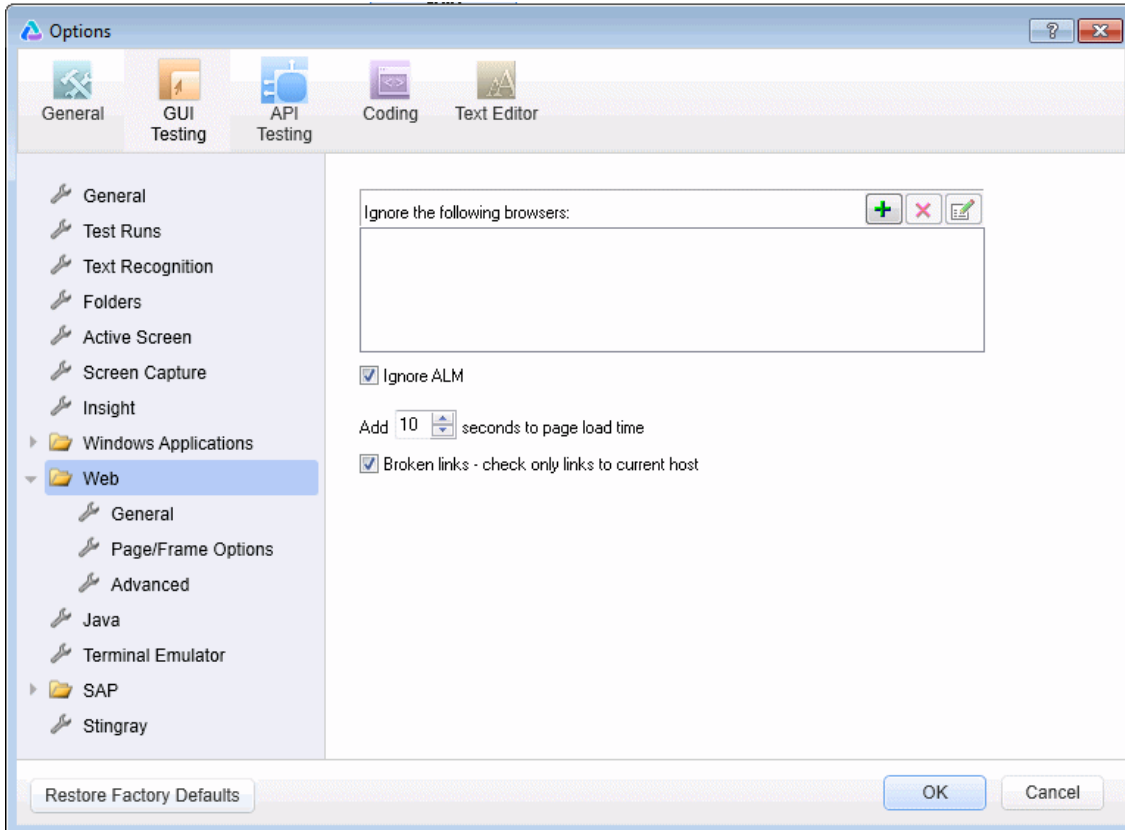 Options
General
GUI
Testing
API
Testing
Coding
Text Editor
General
Test Runs
Text Recognition
Folders
Active Screen
Screen Capture
Insight
Windows Applications
Web
General
Page/Frame Options
Advanced
Java
Terminal Emulator
SAP
Stingray
Ignore the following browsers:
Ignore ALM
Add 10 seconds to page load time
Broken links - check only links to current host
Restore Factory Defaults
OK
Cancel